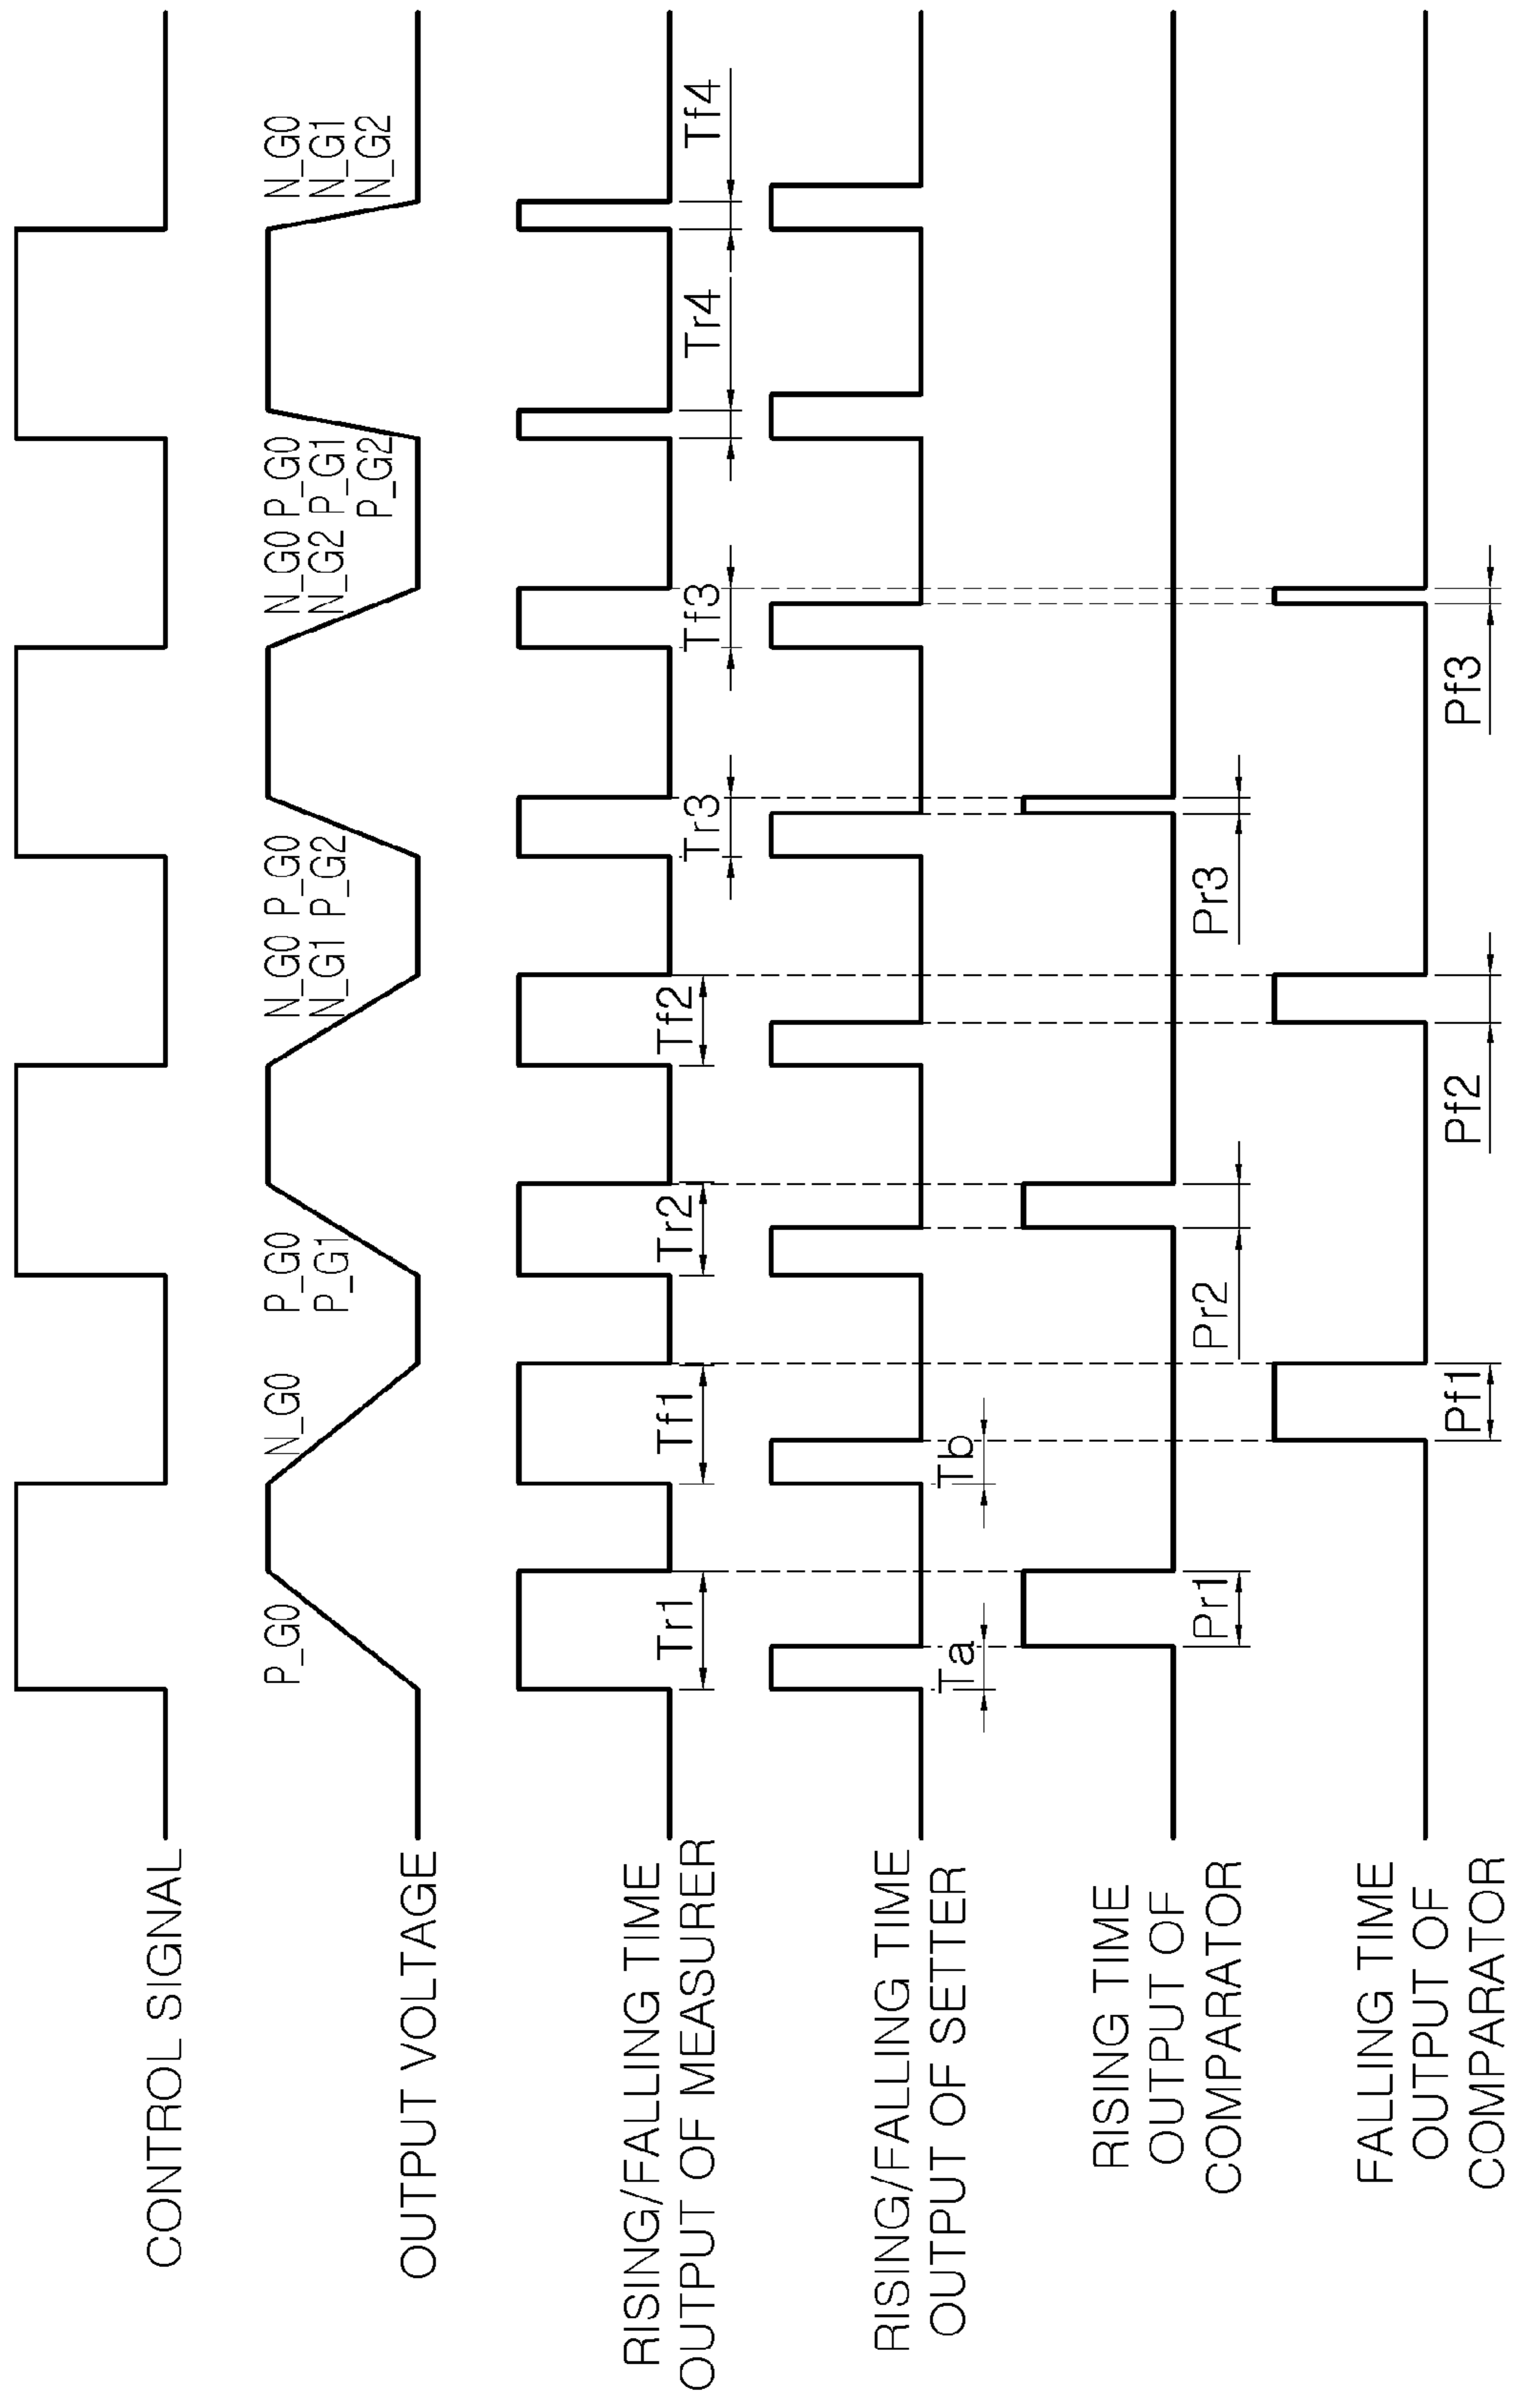 CONTROL SIGNAL
OUTPUT VOLTAGE
P_G0
N_G0
P_G0
P_G1
N_G0 P_G0
N_G1 P_G2
N_G0 P_G0
N_G2 P_G1
P_G2
N_G0
N_G1
N_G2
RISING/FALLING TIME
OUTPUT OF MEASURER
Tr1
Tf1
Tr2
Tf2
Tr3
Tf3
Tr4
Tf4
RISING/FALLING TIME
OUTPUT OF SETTER
Ta
Tb
RISING TIME
OUTPUT OF
COMPARATOR
Pr1
Pr2
Pr3
FALLING TIME
OUTPUT OF
COMPARATOR
Pf1
Pf2
Pf3